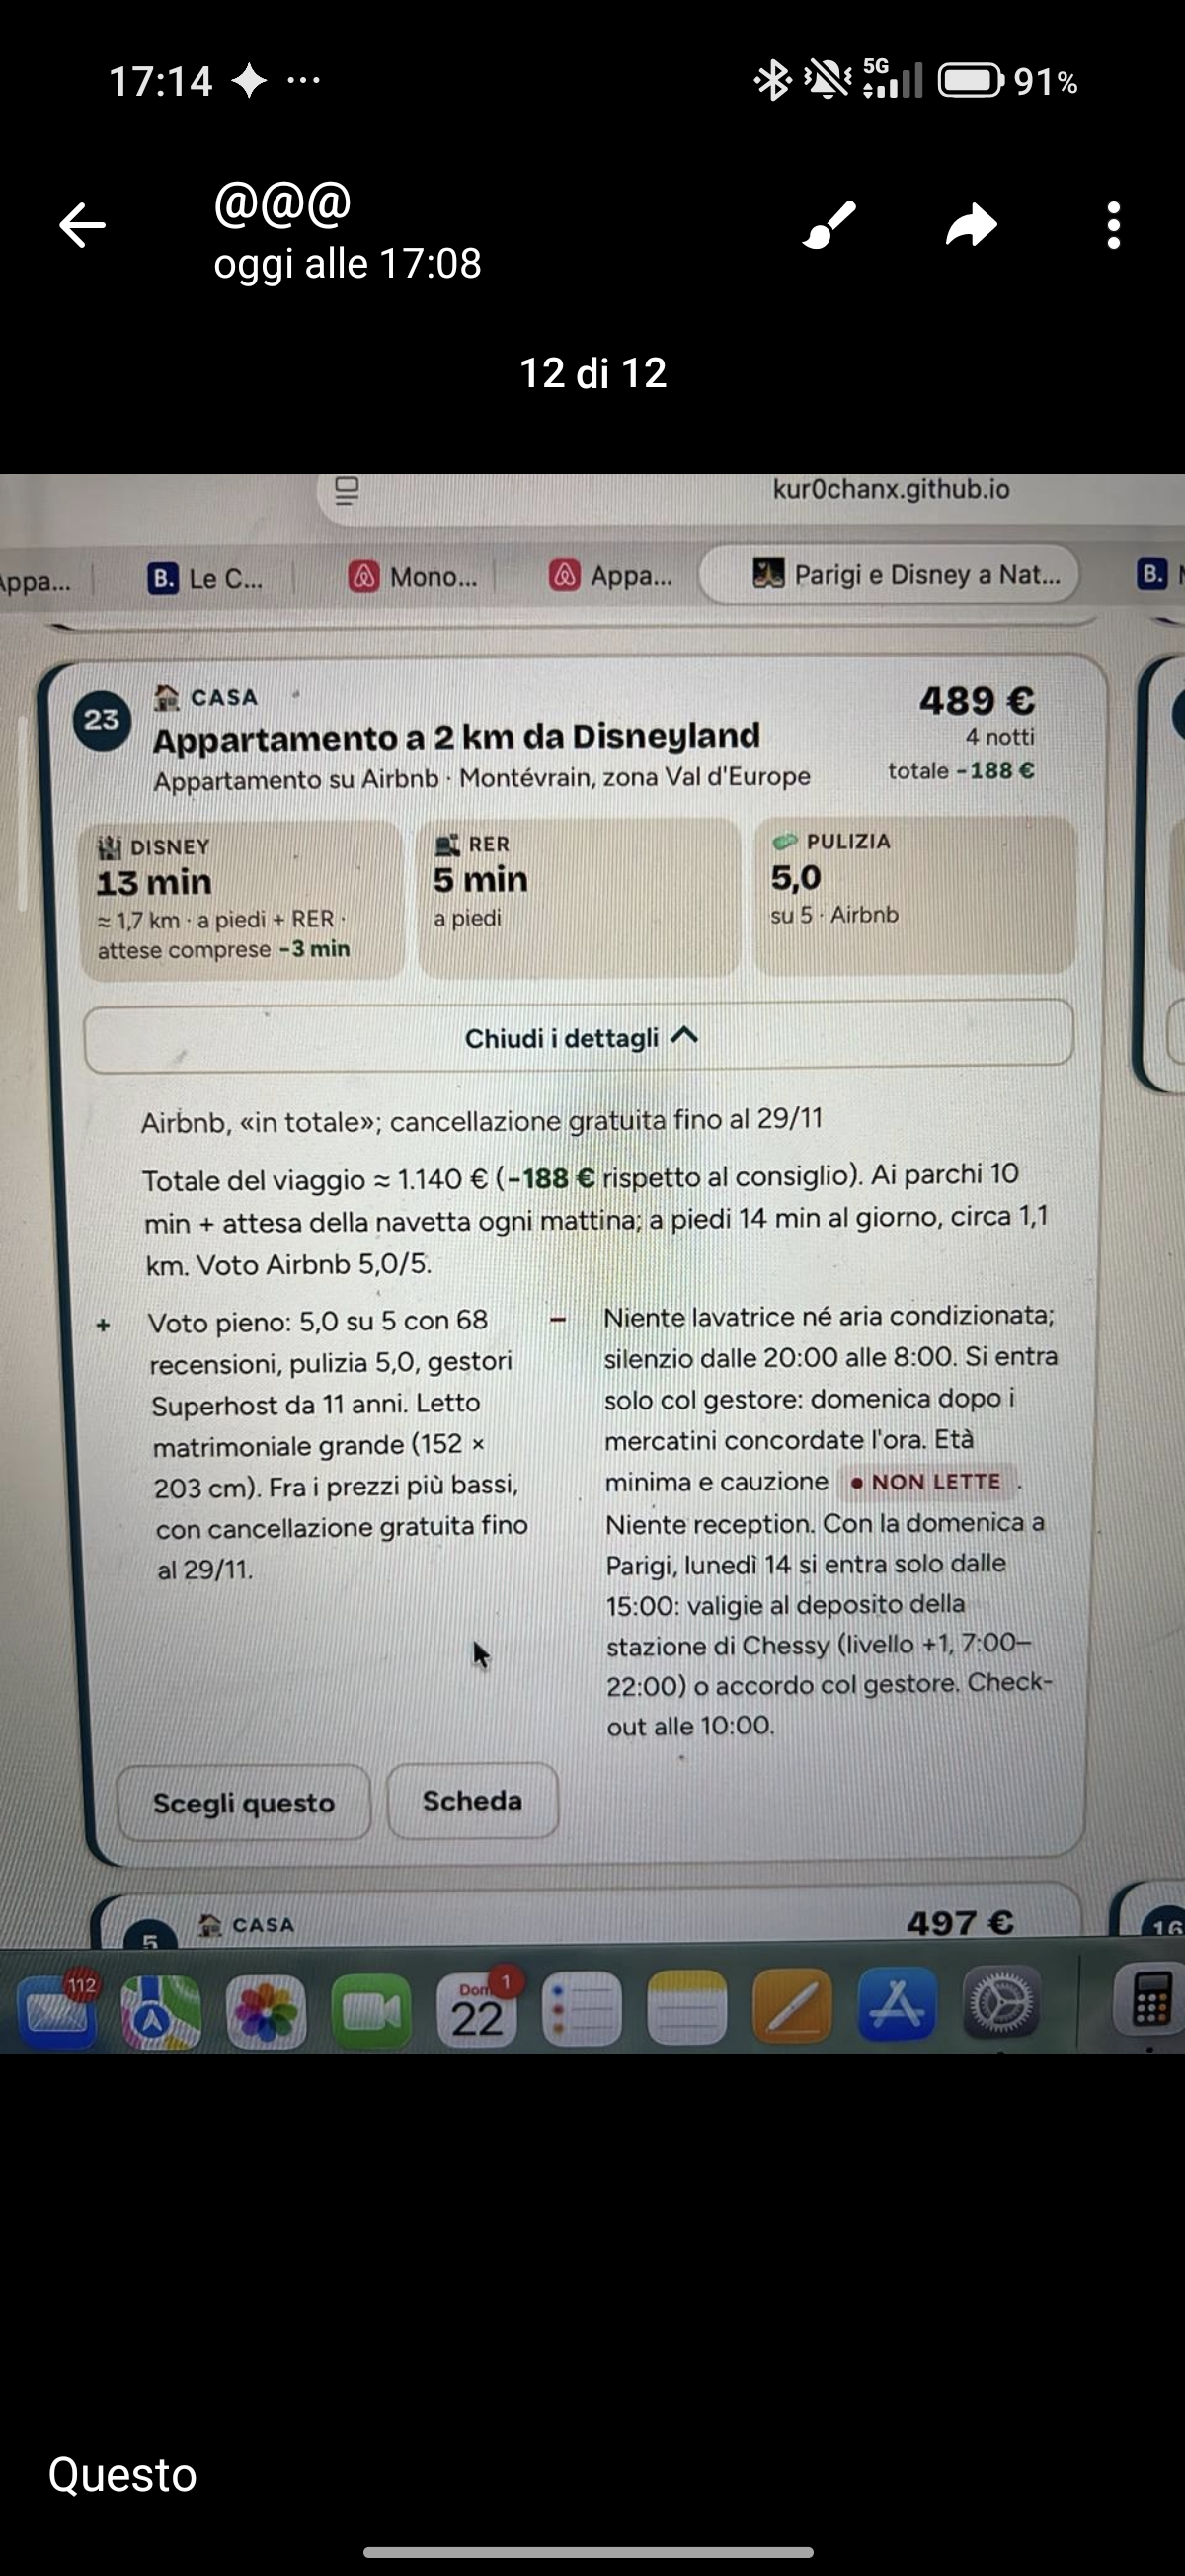 17:14
5G
91%
@@@
oggi alle 17:08
12 di 12
kur0chanx.github.io
Appa...
B. Le C...
Mono...
Appa...
Parigi e Disney a Nat...
B.
23
CASA
489 €
Appartamento a 2 km da Disneyland
4 notti
Appartamento su Airbnb · Montévrain, zona Val d'Europe
totale -188 €
DISNEY
13 min
≈ 1,7 km · a piedi + RER ·
attese comprese -3 min
RER
5 min
a piedi
PULIZIA
5,0
su 5 · Airbnb
Chiudi i dettagli
Airbnb, «in totale»; cancellazione gratuita fino al 29/11
Totale del viaggio ≈ 1.140 € (-188 € rispetto al consiglio). Ai parchi 10
min + attesa della navetta ogni mattina; a piedi 14 min al giorno, circa 1,1
km. Voto Airbnb 5,0/5.
+ Voto pieno: 5,0 su 5 con 68
recensioni, pulizia 5,0, gestori
Superhost da 11 anni. Letto
matrimoniale grande (152 ×
203 cm). Fra i prezzi più bassi,
con cancellazione gratuita fino
al 29/11.
– Niente lavatrice né aria condizionata;
silenzio dalle 20:00 alle 8:00. Si entra
solo col gestore: domenica dopo i
mercatini concordate l'ora. Età
minima e cauzione • NON LETTE .
Niente reception. Con la domenica a
Parigi, lunedì 14 si entra solo dalle
15:00: valigie al deposito della
stazione di Chessy (livello +1, 7:00–
22:00) o accordo col gestore. Check-
out alle 10:00.
Scegli questo
Scheda
5
CASA
497 €
16
112
Dom
1
22
Questo